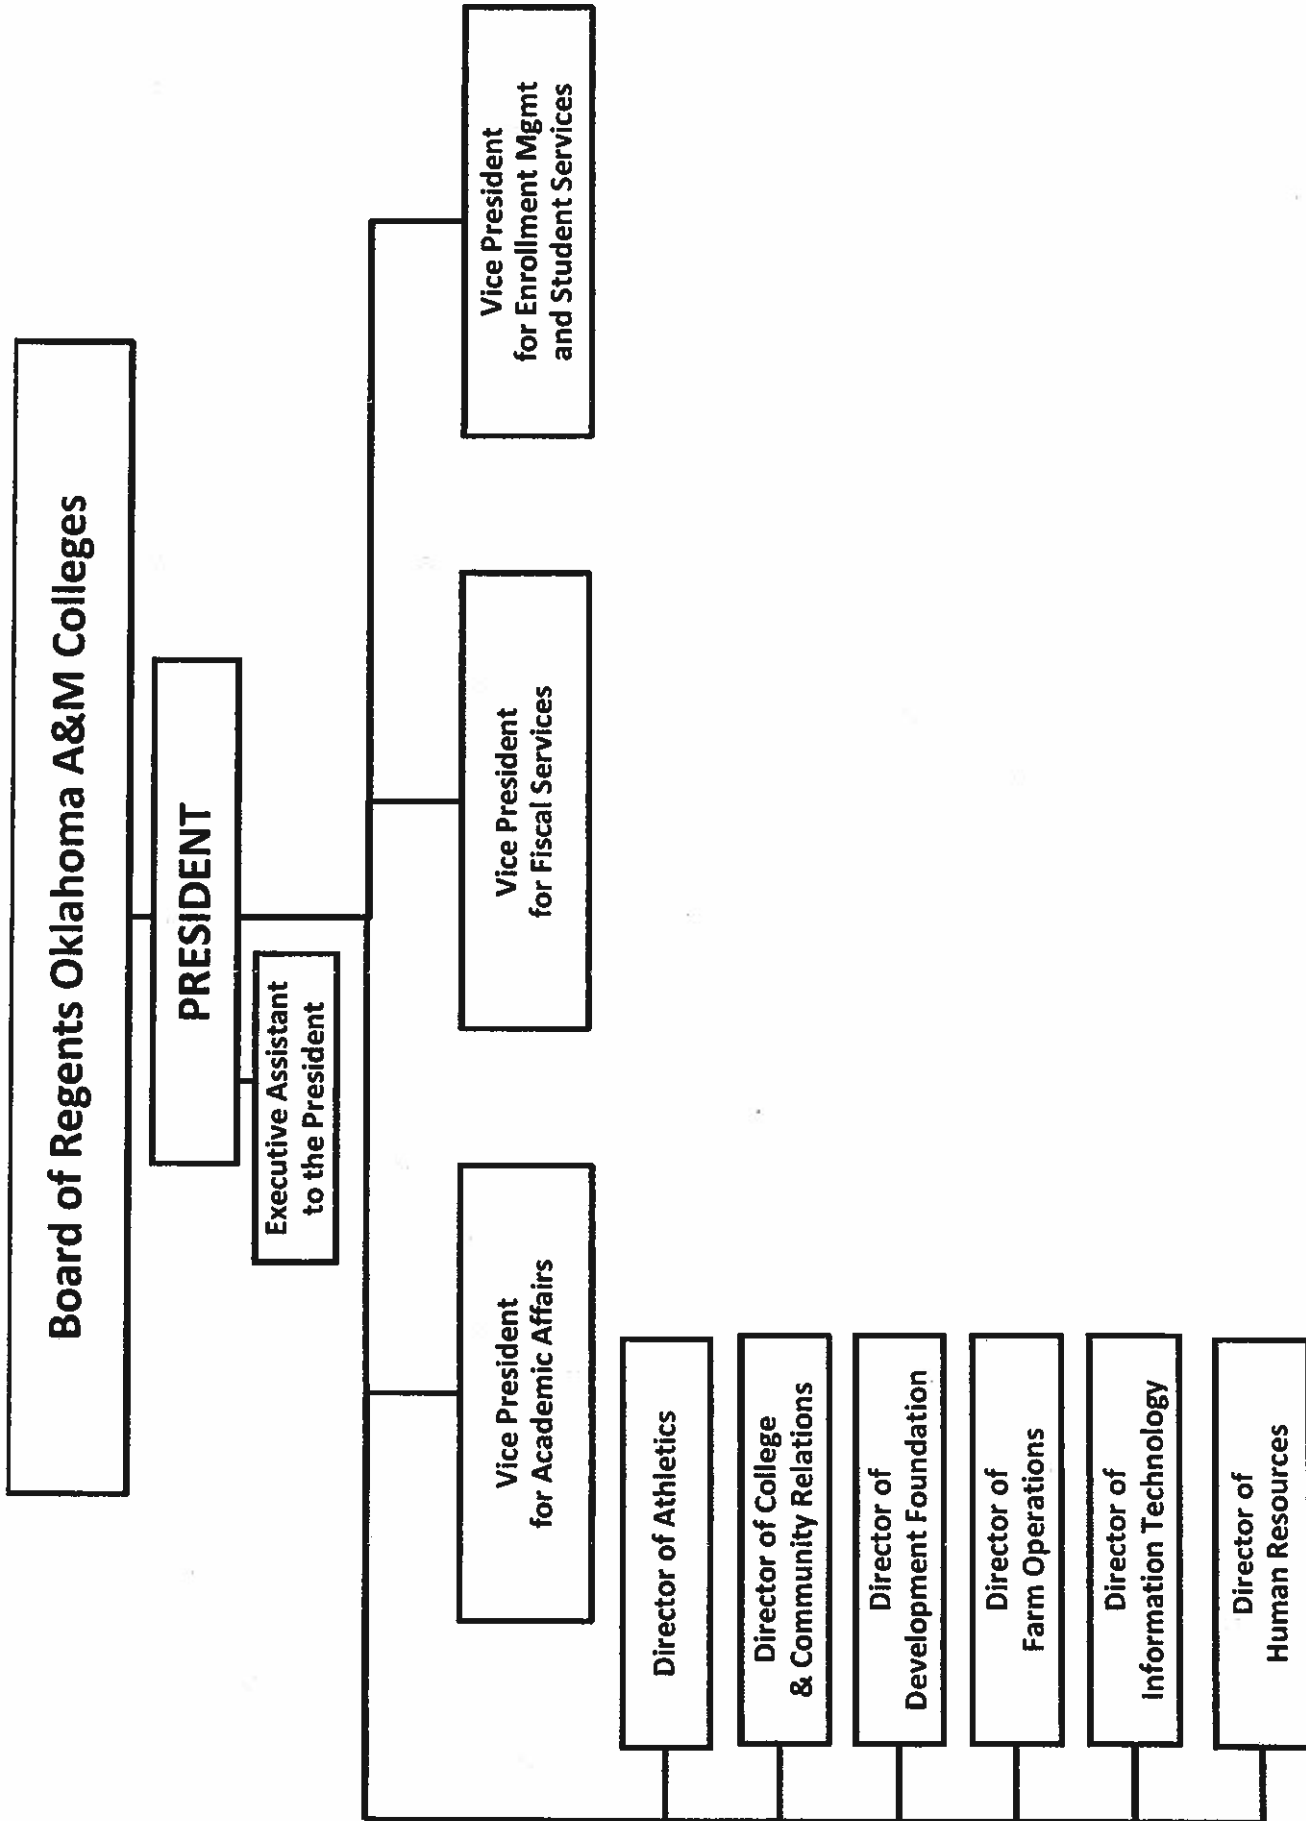 Board of Regents Oklahoma A&M Colleges
PRESIDENT
Executive Assistant
to the President
Vice President
for Academic Affairs
Vice President
for Fiscal Services
Vice President
for Enrollment Mgmt
and Student Services
Director of Athletics
Director of College
& Community Relations
Director of
Development Foundation
Director of
Farm Operations
Director of
Information Technology
Director of
Human Resources